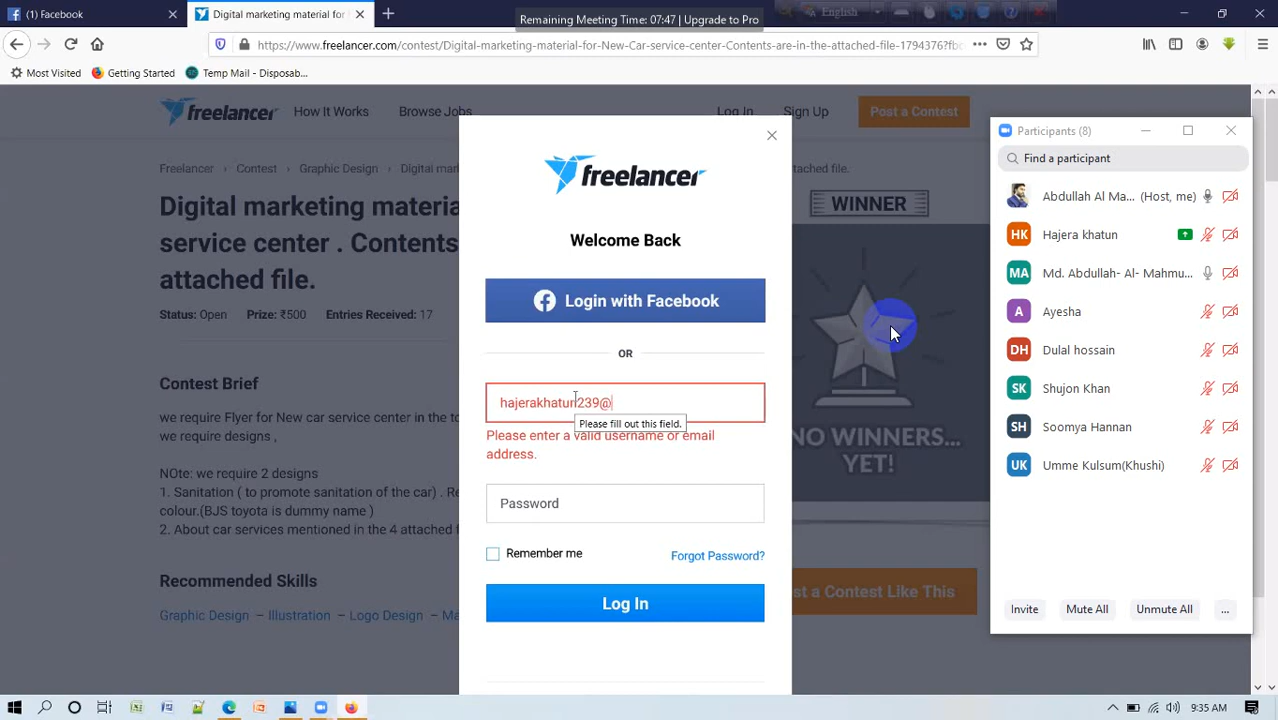 (1) Facebook
Digital marketing material for
Remaining Meeting Time: 07:47 | Upgrade to Pro
English
https://www.freelancer.com/contest/Digital-marketing-material-for-New-Car-service-center-Contents-are-in-the-attached-file-1794376?fbc
Most Visited
Getting Started
Temp Mail - Disposab...
freelancer
How It Works
Browse Jobs
Log In
Sign Up
Post a Contest
Freelancer › Contest › Graphic Design › Digital mark
attached file.
Digital marketing material
service center . Contents
attached file.
Status: Open Prize: ₹500 Entries Received: 17
Contest Brief
we require Flyer for New car service center for
we require designs ,
NOte: we require 2 designs
1. Sanitation ( to promote sanitation of the car) . Re
colour.(BJS toyota is dummy name )
2. About car services mentioned in the 4 attached f
Recommended Skills
Graphic Design – Illustration – Logo Design – Ma
freelancer
Welcome Back
Login with Facebook
OR
hajerakhatun239@
Please fill out this field.
Please enter a valid username or email
address.
Password
Remember me
Forgot Password?
Log In
WINNER
NO WINNERS...
YET!
st a Contest Like This
Participants (8)
Find a participant
Abdullah Al Ma... (Host, me)
HK Hajera khatun
MA Md. Abdullah- Al- Mahmu...
A Ayesha
DH Dulal hossain
SK Shujon Khan
SH Soomya Hannan
UK Umme Kulsum(Khushi)
Invite
Mute All
Unmute All
...
9:35 AM